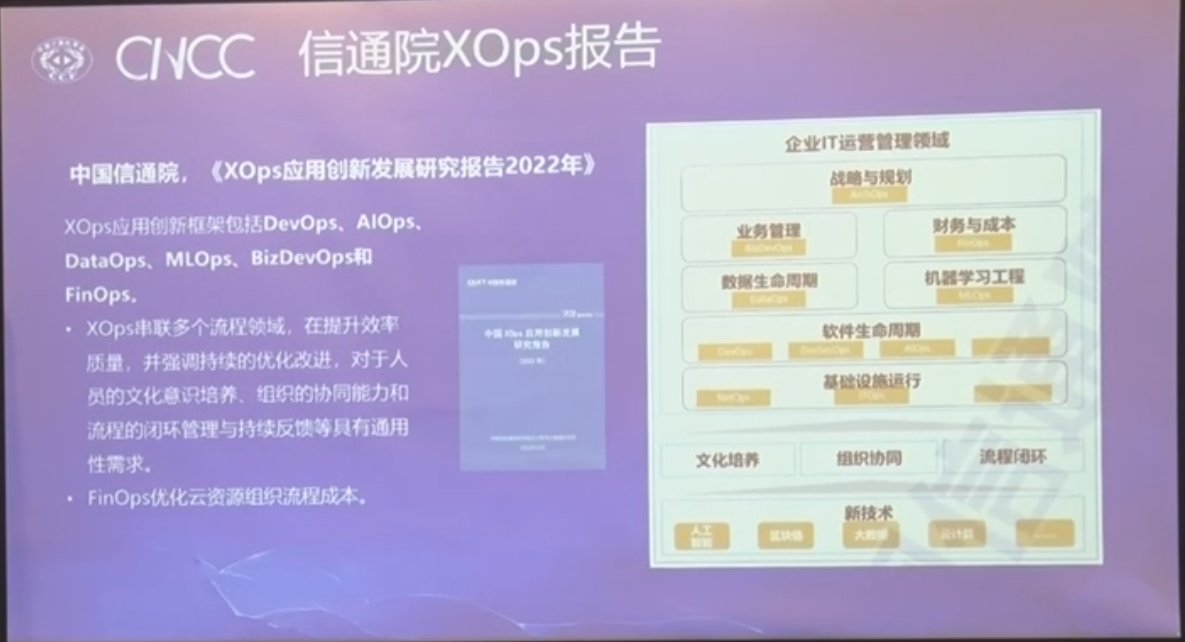 CNCC 信通院XOps报告
中国信通院，《XOps应用创新发展研究报告2022年》
XOps应用创新框架包括DevOps、AIOps、
DataOps、MLOps、BizDevOps和
FinOps。
• XOps串联多个流程领域，在提升效率
质量，并强调持续的优化改进，对于人
员的文化意识培养、组织的协同能力和
流程的闭环管理与持续反馈等具有通用
性需求。
• FinOps优化云资源组织流程成本。
中国 XOps 应用创新发展
研究报告
企业IT运营管理领域
战略与规划
ArchOps
业务管理
BizDevOps
财务与成本
FinOps
数据生命周期
DataOps
机器学习工程
MLOps
软件生命周期
DevOps DevSecOps AIOps
基础设施运行
NetOps ITOps
文化培养 组织协同 流程闭环
新技术
人工
智能
区块链 大数据 云计算